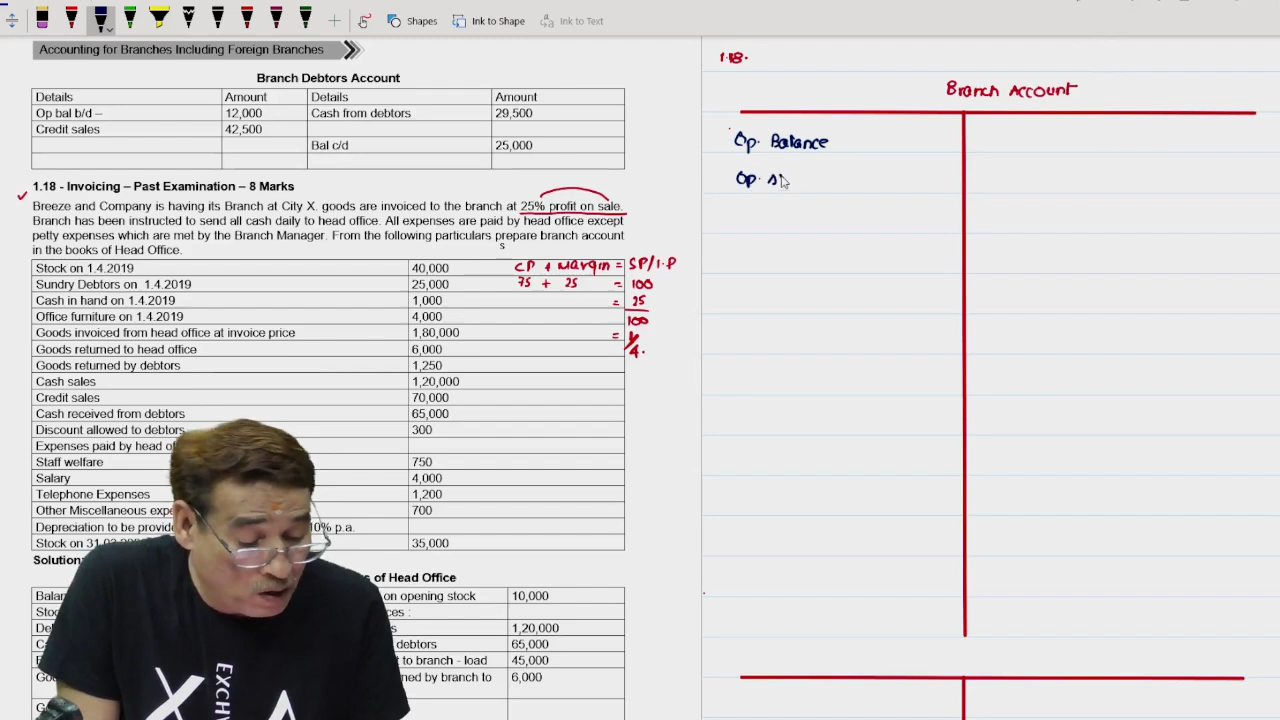 Shapes
Ink to Shape
Ink to Text
Accounting for Branches Including Foreign Branches
Branch Debtors Account
Details Amount Details Amount
Op bal b/d – 12,000 Cash from debtors 29,500
Credit sales 42,500
Bal c/d 25,000
1.18 - Invoicing – Past Examination – 8 Marks
Breeze and Company is having its Branch at City X. goods are invoiced to the branch at 25% profit on sale.
Branch has been instructed to send all cash daily to head office. All expenses are paid by head office except
petty expenses which are met by the Branch Manager. From the following particulars prepare branch account
in the books of Head Office.
s
Stock on 1.4.2019 40,000
Sundry Debtors on 1.4.2019 25,000
Cash in hand on 1.4.2019 1,000
Office furniture on 1.4.2019 4,000
Goods invoiced from head office at invoice price 1,80,000
Goods returned to head office 6,000
Goods returned by debtors 1,250
Cash sales 1,20,000
Credit sales 70,000
Cash received from debtors 65,000
Discount allowed to debtors 300
Expenses paid by head
Staff welfare 750
Salary 4,000
Telephone Expenses 1,200
Other Miscellaneous 700
Depreciation to be 10% p.a.
Stock on 35,000
CP + Margin = SP/I.P
75 + 25 = 100
= 25
100
= 1/4.
of Head Office
on opening stock 10,000
1,20,000
debtors 65,000
to branch - load 45,000
by branch to 6,000
EXCH
1.18.
Branch Account
Op. Balance
Op. s